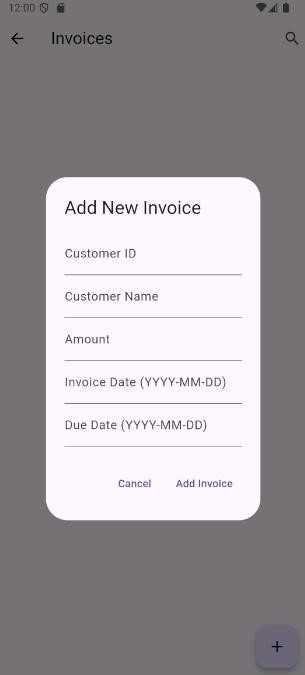 12:00
Invoices
Add New Invoice
Customer ID
Customer Name
Amount
Invoice Date (YYYY-MM-DD)
Due Date (YYYY-MM-DD)
Cancel Add Invoice
+